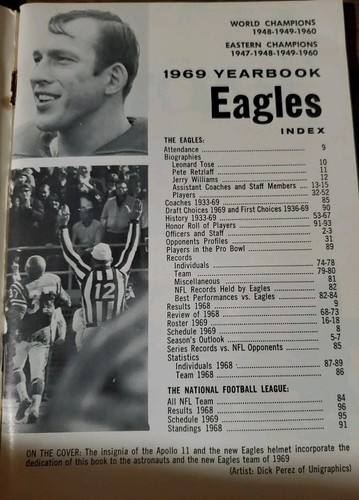 WORLD CHAMPIONS
1948-1949-1960
EASTERN CHAMPIONS
1947-1948-1949-1960
1969 YEARBOOK
Eagles
INDEX
THE EAGLES:
Attendance 9
Biographies
Leonard Tose 10
Pete Retzlaff 11
Jerry Williams 12
Assistant Coaches and Staff Members 13-15
Players 32-52
Coaches 1933-69 85
Draft Choices 1969 and First Choices 1936-69 90
History 1933-69 53-67
Honor Roll of Players 91-93
Officers and Staff 2-3
Opponents Profiles 31
Players in the Pro Bowl 89
Records
Individuals 74-78
Team 79-80
Miscellaneous 81
NFL Records Held by Eagles 82
Best Performances vs. Eagles 82-84
Results 1968 9
Review of 1968 68-73
Roster 1969 16-18
Schedule 1969 8
Season's Outlook 5-7
Series Records vs. NFL Opponents 85
Statistics
Individuals 1968 87-89
Team 1968 86
THE NATIONAL FOOTBALL LEAGUE:
All NFL Team 84
Results 1968 96
Schedule 1969 95
Standings 1968 91
12
ON THE COVER: The insignia of the Apollo 11 and the new Eagles helmet incorporate the
dedication of this book to the astronauts and the new Eagles team of 1969
(Artist: Dick Perez of Unigraphics)